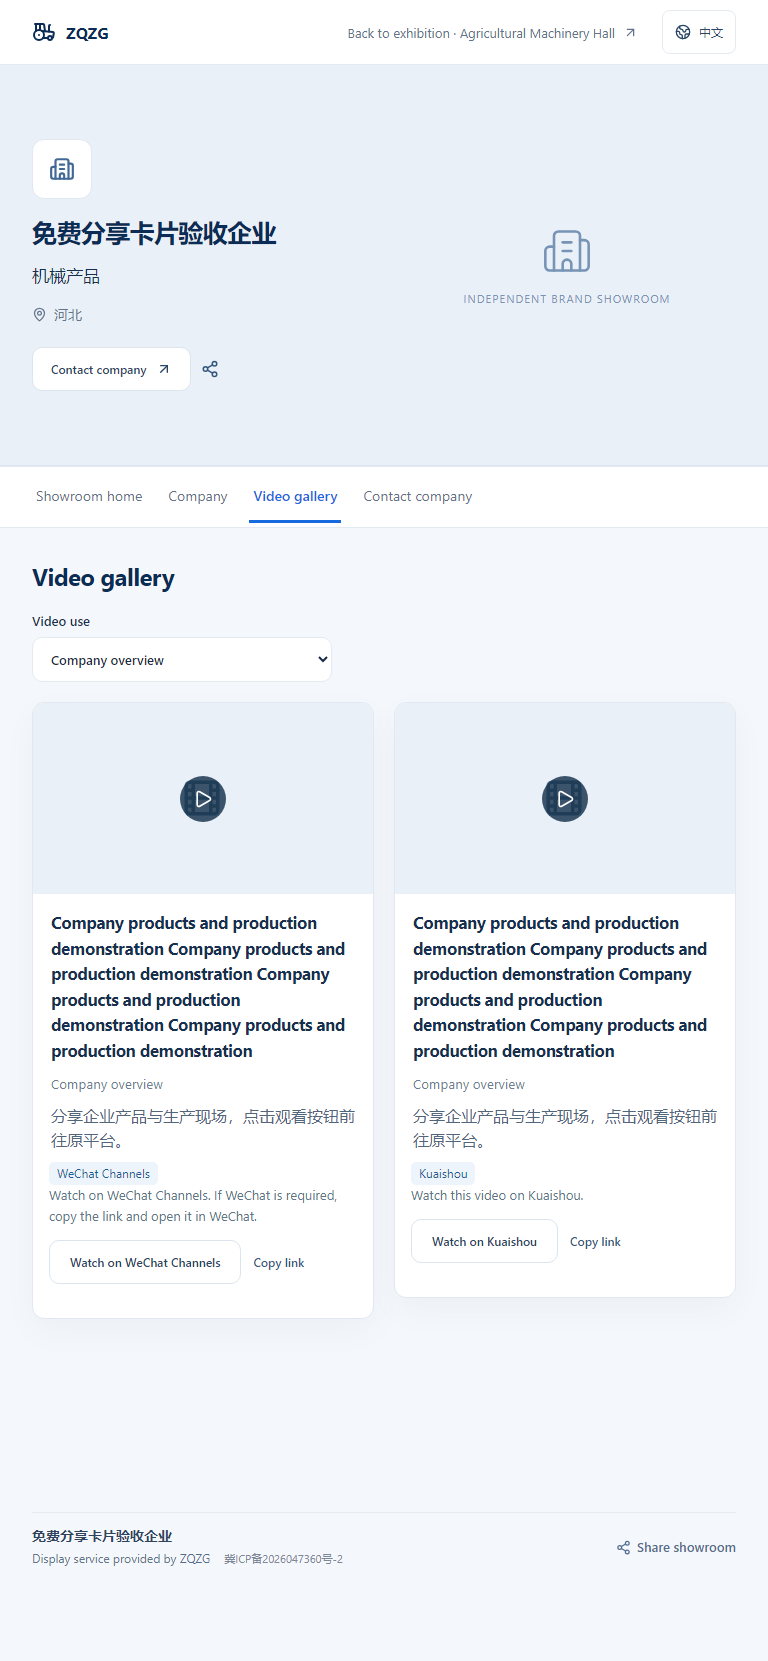 ZQZG
Back to exhibition · Agricultural Machinery Hall
中文
免费分享卡片验收企业
机械产品
河北
Contact company
INDEPENDENT BRAND SHOWROOM
Showroom home
Company
Video gallery
Contact company
Video gallery
Video use
Company overview
Company products and production
demonstration Company products and
production demonstration Company
products and production
demonstration Company products and
production demonstration
Company overview
分享企业产品与生产现场，点击观看按钮前
往原平台。
WeChat Channels
Watch on WeChat Channels. If WeChat is required,
copy the link and open it in WeChat.
Watch on WeChat Channels
Copy link
Company products and production
demonstration Company products and
production demonstration Company
products and production
demonstration Company products and
production demonstration
Company overview
分享企业产品与生产现场，点击观看按钮前
往原平台。
Kuaishou
Watch this video on Kuaishou.
Watch on Kuaishou
Copy link
免费分享卡片验收企业
Display service provided by ZQZG
冀ICP备2026047360号-2
Share showroom